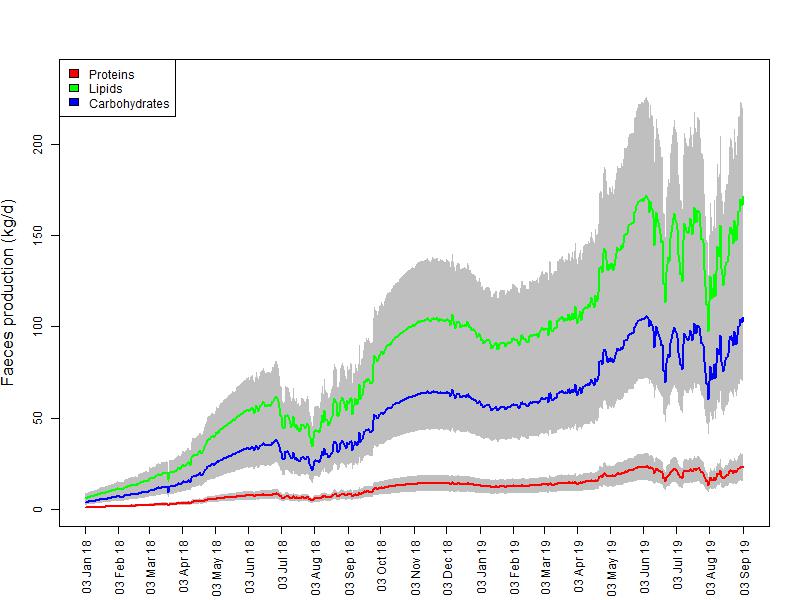 Proteins
Lipids
Carbohydrates
Faeces production (kg/d)
200
150
100
50
0
03 Jan 18
03 Feb 18
03 Mar 18
03 Apr 18
03 May 18
03 Jun 18
03 Jul 18
03 Aug 18
03 Sep 18
03 Oct 18
03 Nov 18
03 Dec 18
03 Jan 19
03 Feb 19
03 Mar 19
03 Apr 19
03 May 19
03 Jun 19
03 Jul 19
03 Aug 19
03 Sep 19